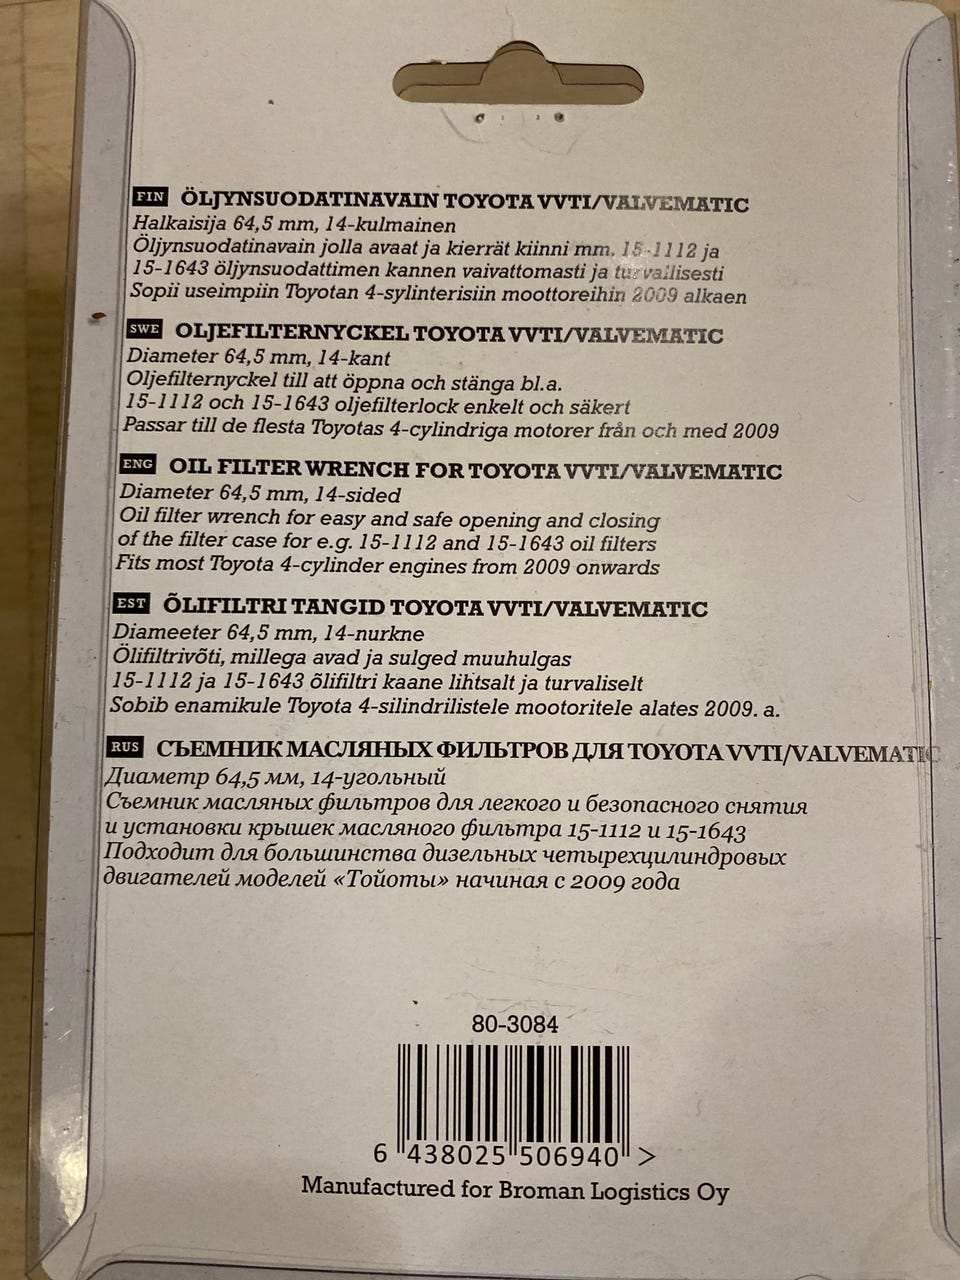 FIN ÖLJYNSUODATINAVAIN TOYOTA VVTI/VALVEMATIC
Halkaisija 64,5 mm, 14-kulmainen
Öljynsuodatinavain jolla avaat ja kierrät kiinni mm. 15-1112 ja
15-1643 öljynsuodattimen kannen vaivattomasti ja turvallisesti
Sopii useimpiin Toyotan 4-sylinterisiin moottoreihin 2009 alkaen
SWE OLJEFILTERNYCKEL TOYOTA VVTI/VALVEMATIC
Diameter 64,5 mm, 14-kant
Oljefilternyckel till att öppna och stänga bl.a.
15-1112 och 15-1643 oljefilterlock enkelt och säkert
Passar till de flesta Toyotas 4-cylindriga motorer från och med 2009
ENG OIL FILTER WRENCH FOR TOYOTA VVTI/VALVEMATIC
Diameter 64,5 mm, 14-sided
Oil filter wrench for easy and safe opening and closing
of the filter case for e.g. 15-1112 and 15-1643 oil filters
Fits most Toyota 4-cylinder engines from 2009 onwards
EST ÕLIFILTRI TANGID TOYOTA VVTI/VALVEMATIC
Diameeter 64,5 mm, 14-nurkne
Õlifiltrivõti, millega avad ja sulged muuhulgas
15-1112 ja 15-1643 õlifiltri kaane lihtsalt ja turvaliselt
Sobib enamikule Toyota 4-silindrilistele mootoritele alates 2009. a.
RUS СЪЕМНИК МАСЛЯНЫХ ФИЛЬТРОВ ДЛЯ TOYOTA VVTI/VALVEMATIC
Диаметр 64,5 мм, 14-угольный
Съемник масляных фильтров для легкого и безопасного снятия
и установки крышек масляного фильтра 15-1112 и 15-1643
Подходит для большинства дизельных четырехцилиндровых
двигателей моделей «Тойоты» начиная с 2009 года
80-3084
6 438025 506940 >
Manufactured for Broman Logistics Oy